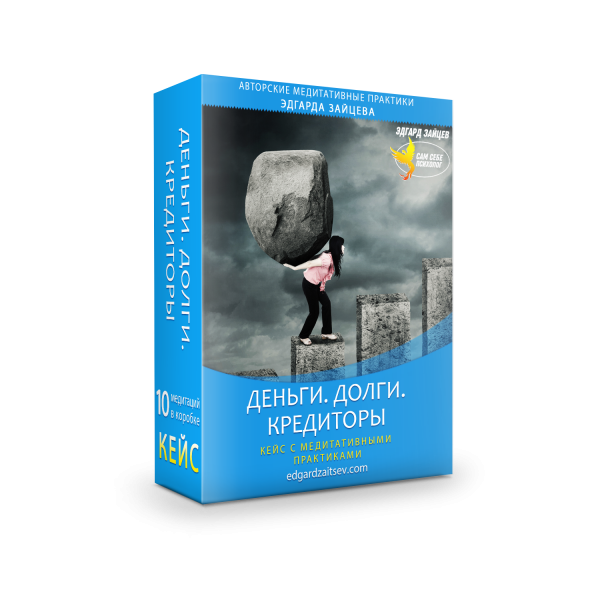 АВТОРСКИЕ МЕДИТАТИВНЫЕ ПРАКТИКИ
ЭДГАРДА ЗАЙЦЕВА
ЭДГАРД ЗАЙЦЕВ
САМ СЕБЕ
ПСИХОЛОГ
ДЕНЬГИ. ДОЛГИ.
КРЕДИТОРЫ
КЕЙС С МЕДИТАТИВНЫМИ
ПРАКТИКАМИ
edgardzaitsev.com
ДЕНЬГИ. ДОЛГИ.
КРЕДИТОРЫ
10 медитаций
в коробке
КЕЙС